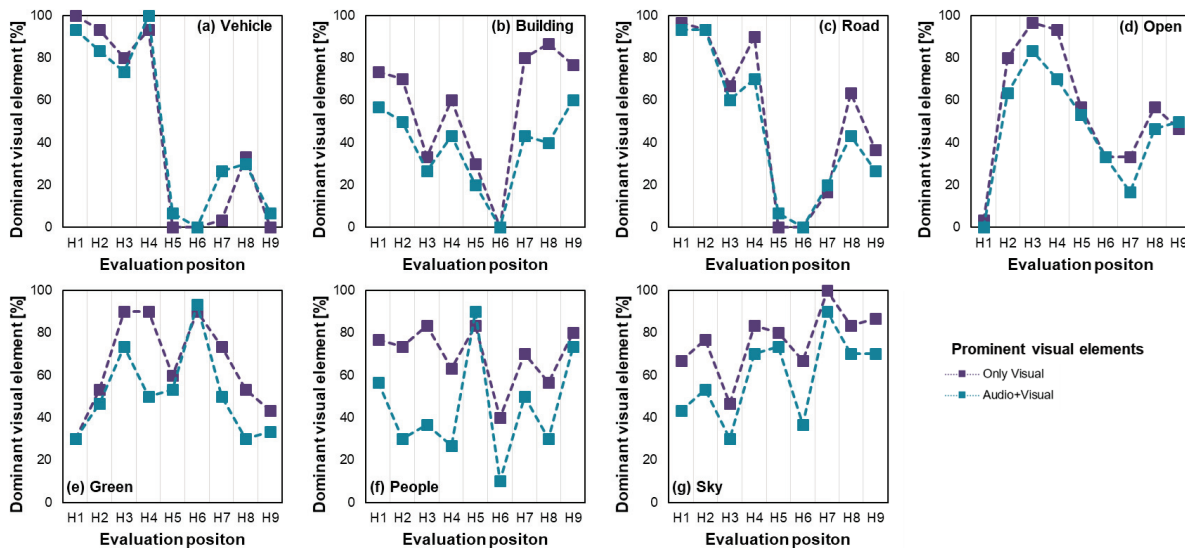 (a) Vehicle
Dominant visual element [%]
100
80
60
40
20
0
H1 H2 H3 H4 H5 H6 H7 H8 H9
Evaluation positon
(b) Building
Dominant visual element [%]
100
80
60
40
20
0
H1 H2 H3 H4 H5 H6 H7 H8 H9
Evaluation positon
(c) Road
Dominant visual element [%]
100
80
60
40
20
0
H1 H2 H3 H4 H5 H6 H7 H8 H9
Evaluation positon
(d) Open
Dominant visual element [%]
100
80
60
40
20
0
H1 H2 H3 H4 H5 H6 H7 H8 H9
Evaluation positon
(e) Green
Dominant visual element [%]
100
80
60
40
20
0
H1 H2 H3 H4 H5 H6 H7 H8 H9
Evaluation positon
(f) People
Dominant visual element [%]
100
80
60
40
20
0
H1 H2 H3 H4 H5 H6 H7 H8 H9
Evaluation positon
(g) Sky
Dominant visual element [%]
100
80
60
40
20
0
H1 H2 H3 H4 H5 H6 H7 H8 H9
Evaluation positon
Prominent visual elements
Only Visual
Audio+Visual